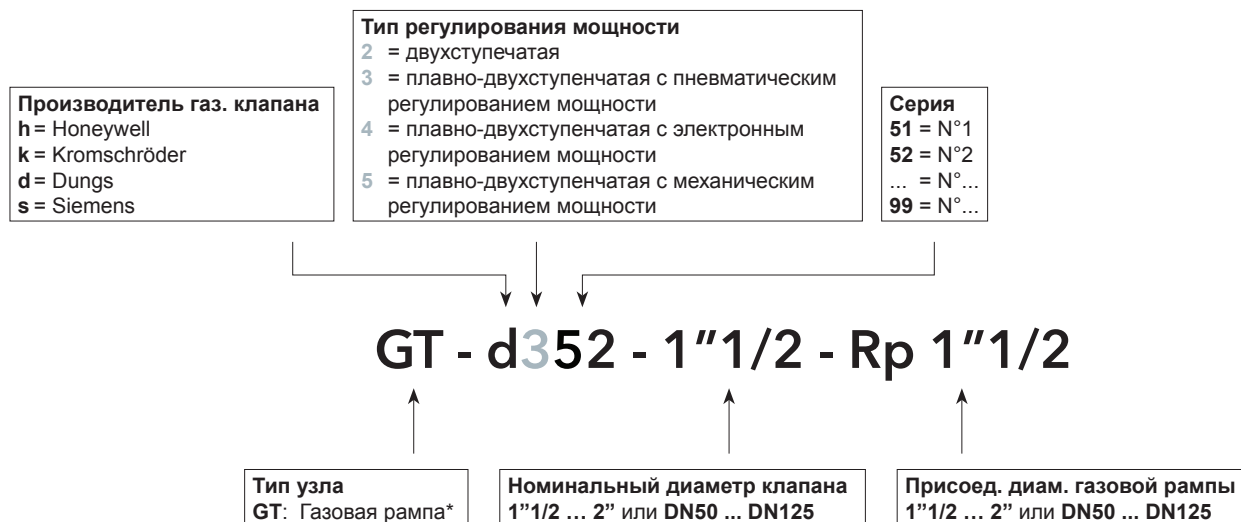 Тип регулирования мощности
2 = двухступечатая
3 = плавно-двухступенчатая с пневматическим
регулированием мощности
4 = плавно-двухступенчатая с электронным
регулированием мощности
5 = плавно-двухступенчатая с механическим
регулированием мощности
Производитель газ. клапана
h = Honeywell
k = Kromschröder
d = Dungs
s = Siemens
Серия
51 = N°1
52 = N°2
... = N°...
99 = N°...
GT - d352 - 1"1/2 - Rp 1"1/2
Тип узла
GT: Газовая рампа*
Номинальный диаметр клапана
1”1/2 … 2” или DN50 ... DN125
Присоед. диам. газовой рампы
1”1/2 … 2” или DN50 ... DN125